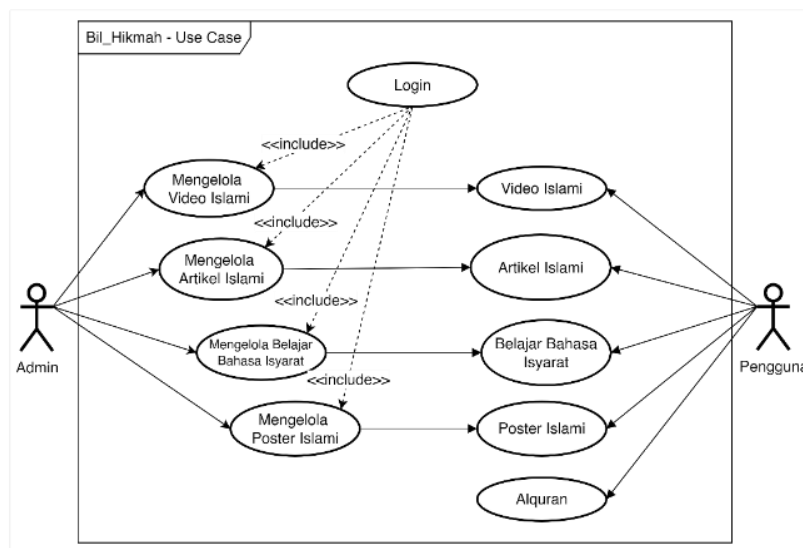 Bil_Hikmah - Use Case
Login
<<include>>
Mengelola
Video Islami
Video Islami
<<include>>
Mengelola
Artikel Islami
Artikel Islami
<<include>>
Mengelola Belajar
Bahasa Isyarat
Belajar Bahasa
Isyarat
Admin
Pengguna
<<include>>
Mengelola
Poster Islami
Poster Islami
Alquran